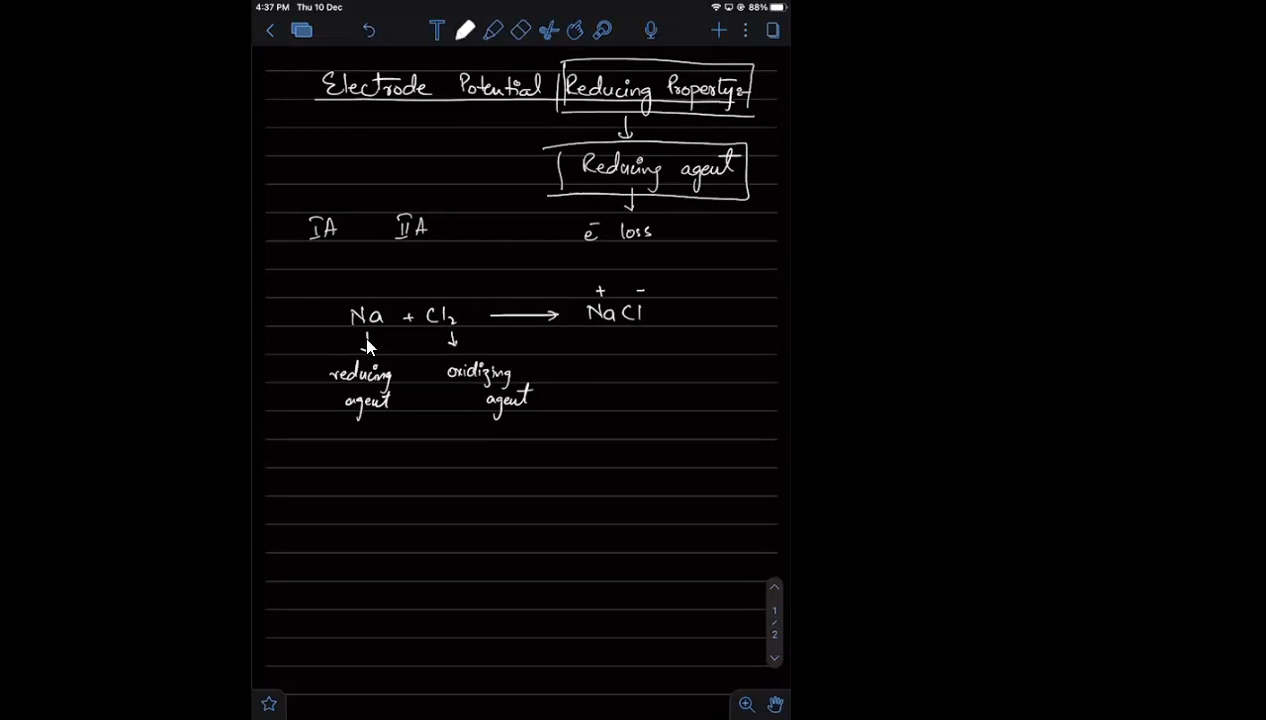 4:37 PM Thu 10 Dec 88%
Electrode Potential | Reducing Property:-
Reducing agent
IA IIA e⁻ loss
+ -
Na + Cl₂ ⟶ NaCl
reducing oxidizing
agent agent
1
/
2